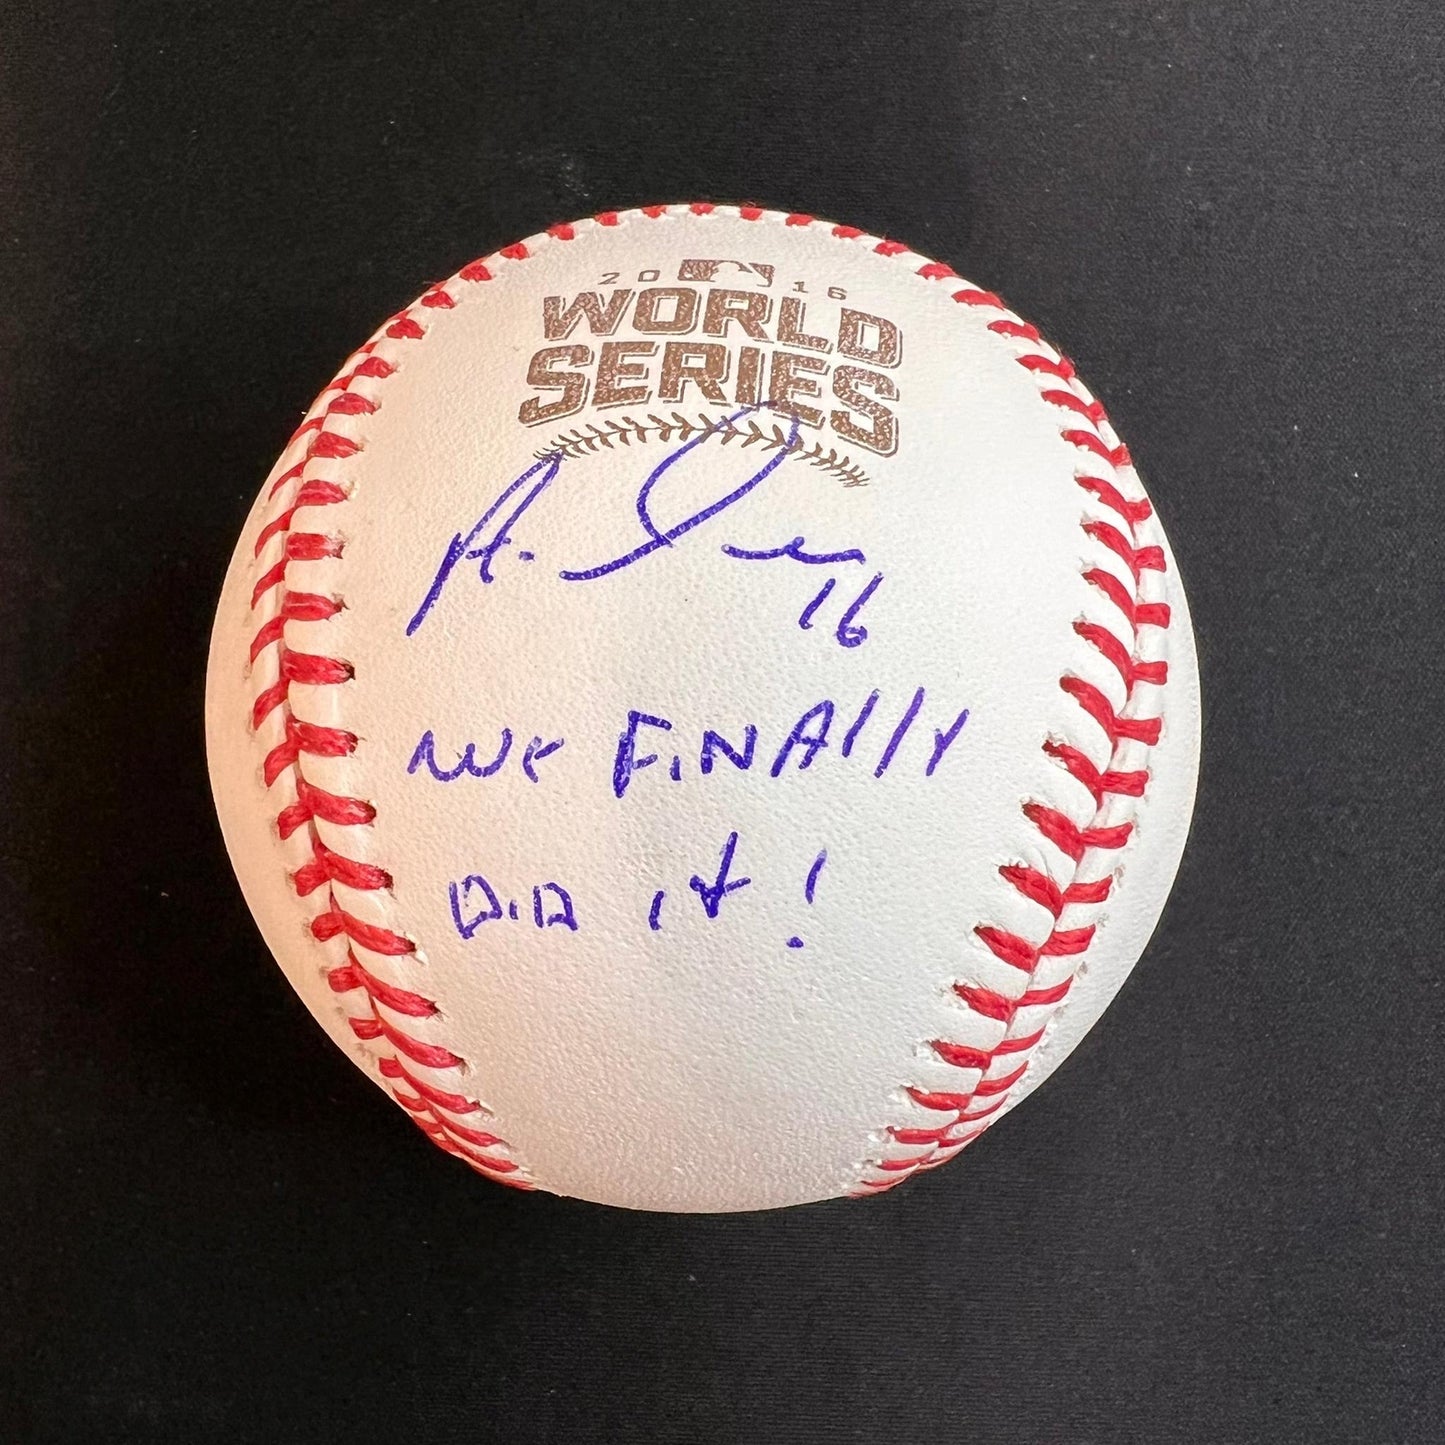 2016
WORLD
SERIES
A.
16
WE FiNAlly
DiD it!